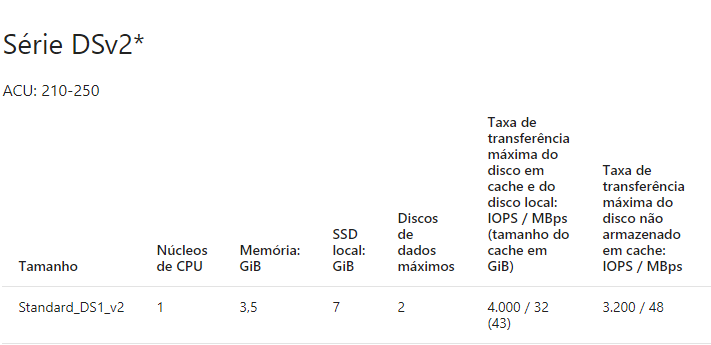 Série DSv2*
ACU: 210-250
Tamanho
Núcleos
de CPU
Memória:
GiB
SSD
local:
GiB
Discos
de
dados
máximos
Taxa de
transferência
máxima do
disco em
cache e do
disco local:
IOPS / MBps
(tamanho do
cache em
GiB)
Taxa de
transferência
máxima do
disco não
armazenado
em cache:
IOPS / MBps
Standard_DS1_v2
1
3,5
7
2
4.000 / 32
(43)
3.200 / 48